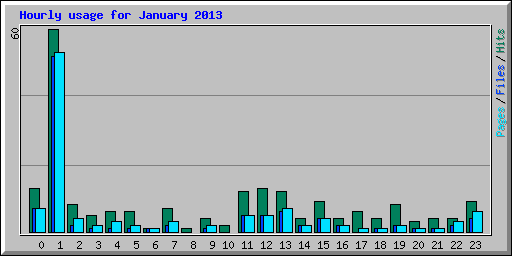 Hourly usage for January 2013
60
Pages/Files/Hits
0 1 2 3 4 5 6 7 8 9 10 11 12 13 14 15 16 17 18 19 20 21 22 23